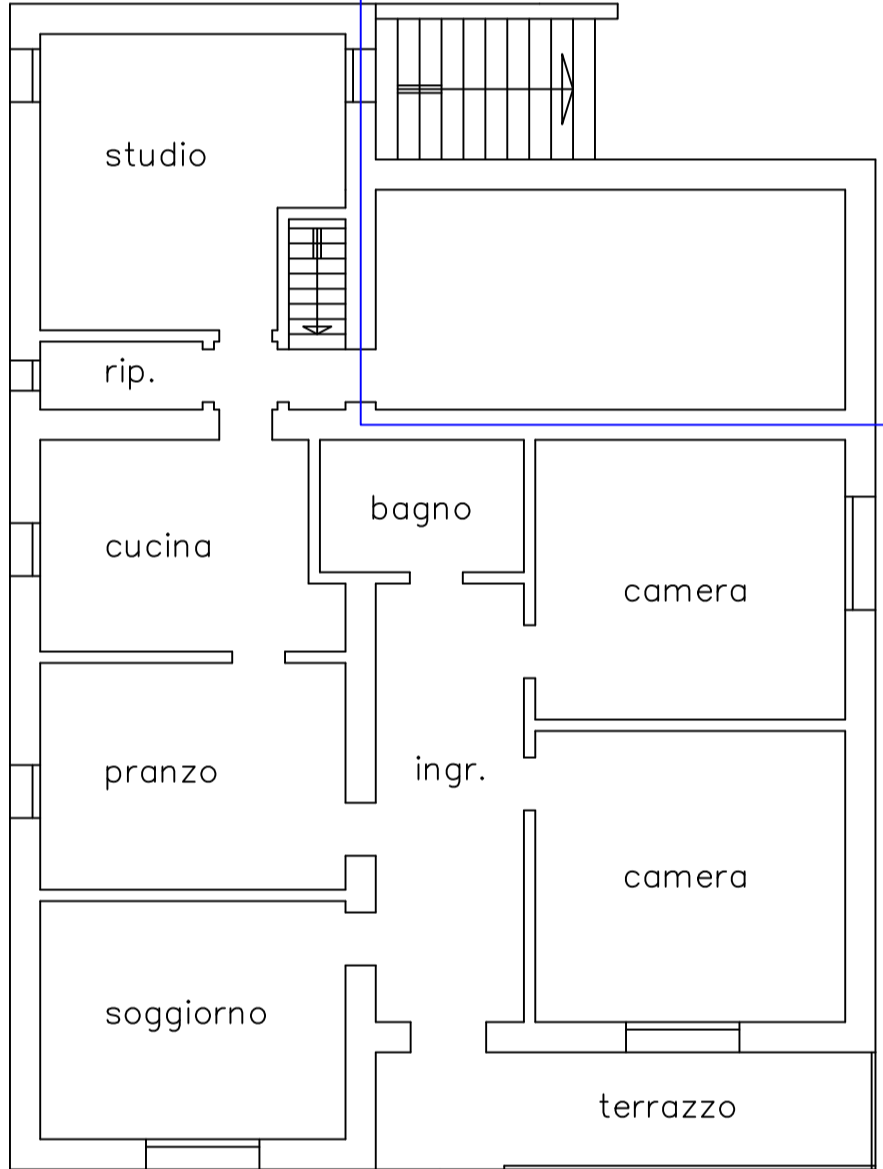 studio
rip.
bagno
cucina
camera
pranzo
ingr.
camera
soggiorno
terrazzo